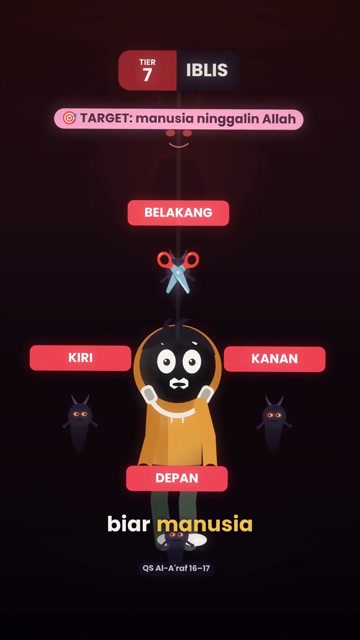 TIER
7
IBLIS
🎯 TARGET: manusia ninggalin Allah
BELAKANG
KIRI
KANAN
DEPAN
biar manusia
QS Al-A'raf 16–17